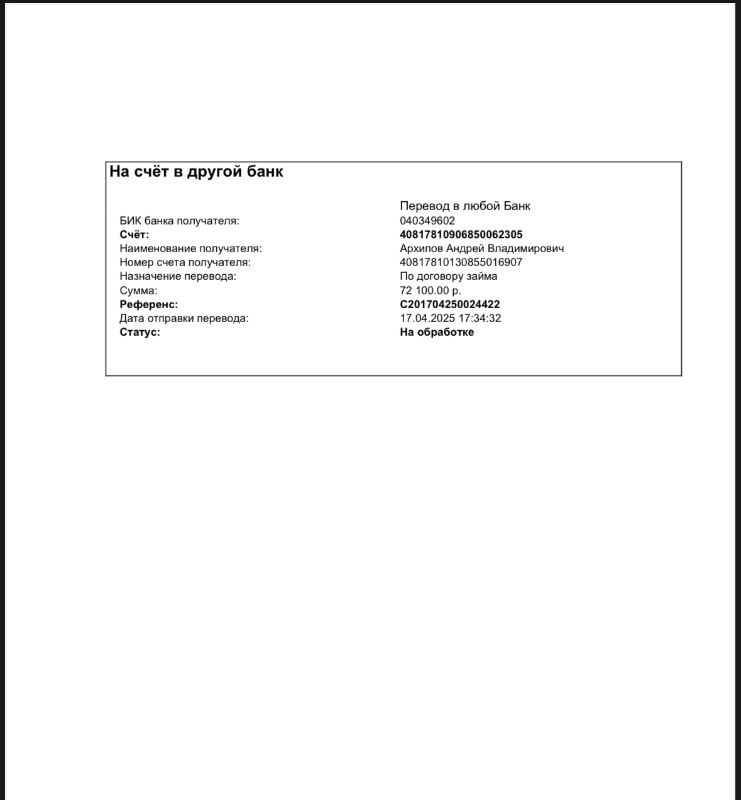 На счёт в другой банк
Перевод в любой Банк
БИК банка получателя: 040349602
Счёт: 40817810906850062305
Наименование получателя: Архипов Андрей Владимирович
Номер счета получателя: 40817810130855016907
Назначение перевода: По договору займа
Сумма: 72 100.00 р.
Референс: C201704250024422
Дата отправки перевода: 17.04.2025 17:34:32
Статус: На обработке